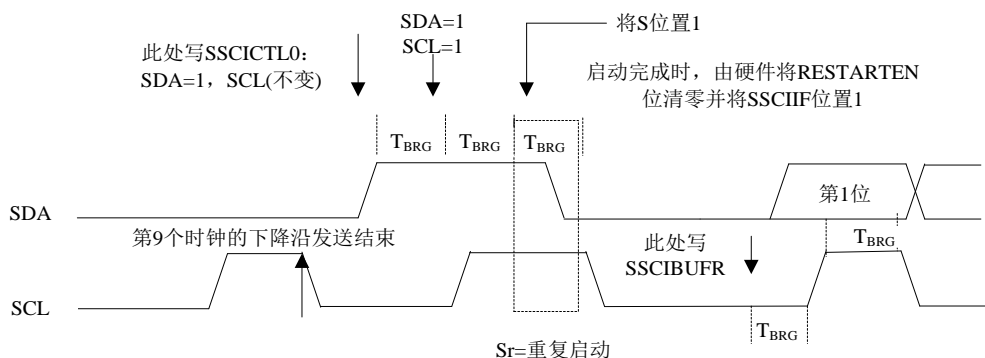 SDA=1
SCL=1
将S位置1
此处写SSCICTL0：
SDA=1，SCL(不变)
启动完成时，由硬件将RESTARTEN
位清零并将SSCIIF位置1
TBRG
TBRG
TBRG
SDA
第1位
第9个时钟的下降沿发送结束
此处写
SSCIBUFR
TBRG
SCL
TBRG
Sr=重复启动